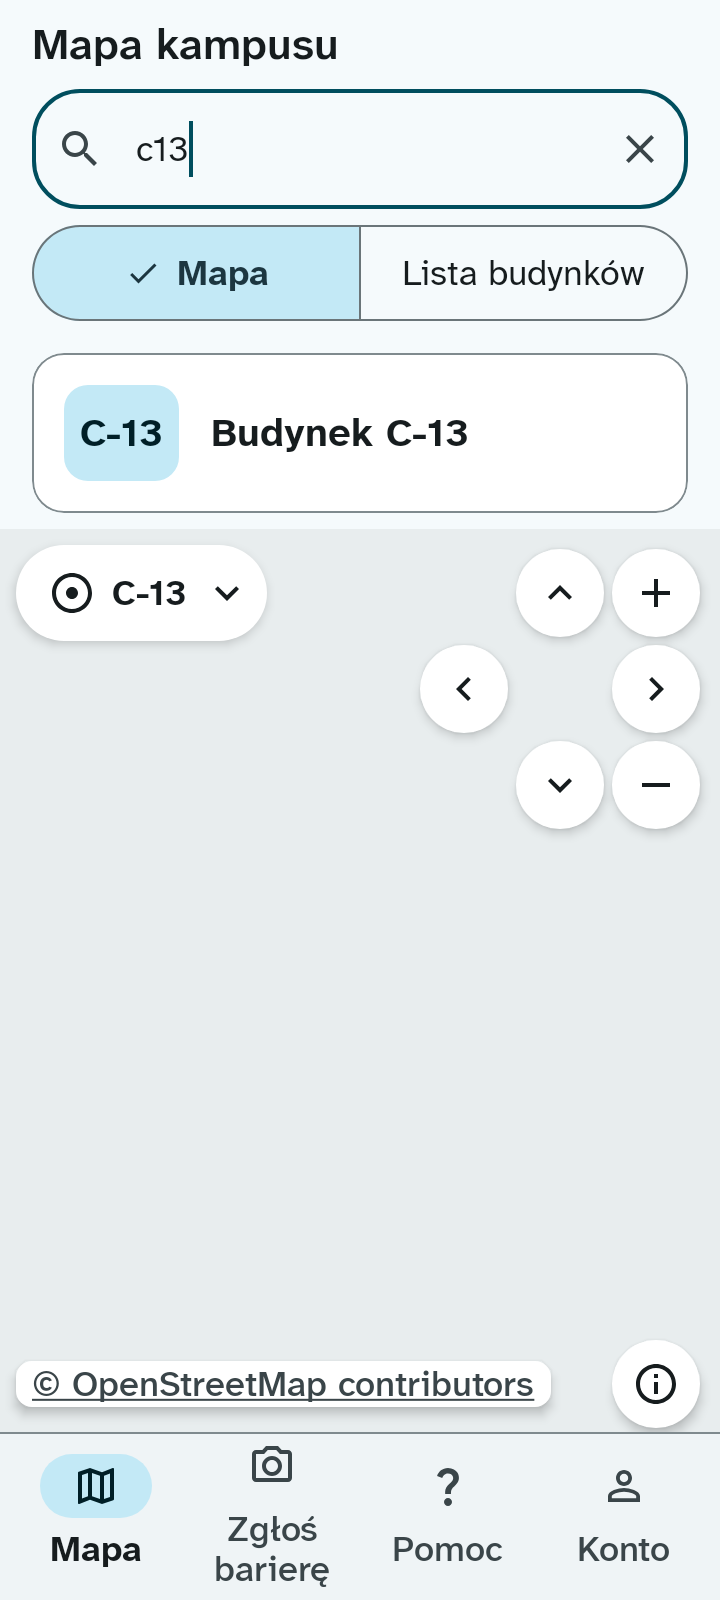 Mapa kampusu
c13
Mapa
Lista budynków
C-13
Budynek C-13
C-13
© OpenStreetMap contributors
Mapa
Zgłoś
barierę
Pomoc
Konto